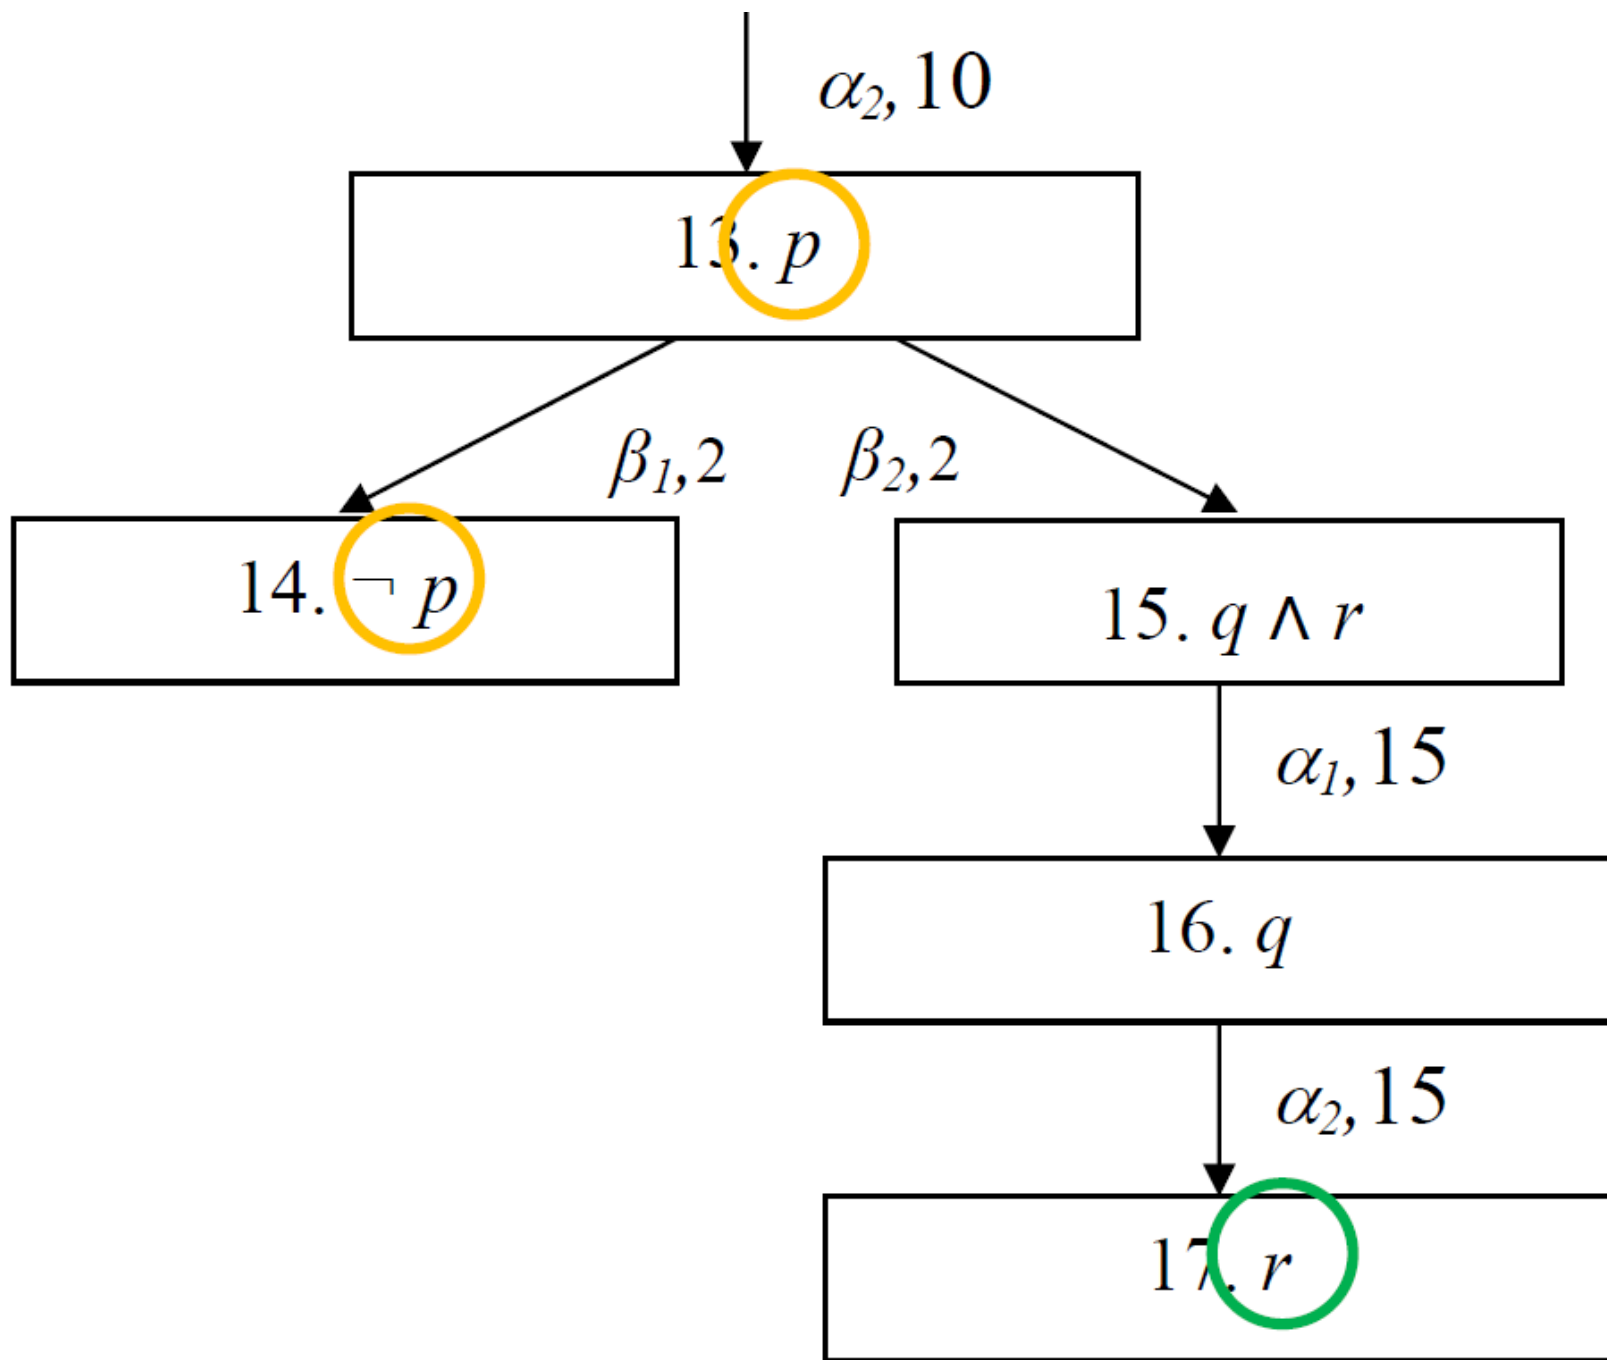 α₂, 10
13. p
β₁,2 β₂,2
14. ¬ p
15. q ∧ r
α₁, 15
16. q
α₂, 15
17. r